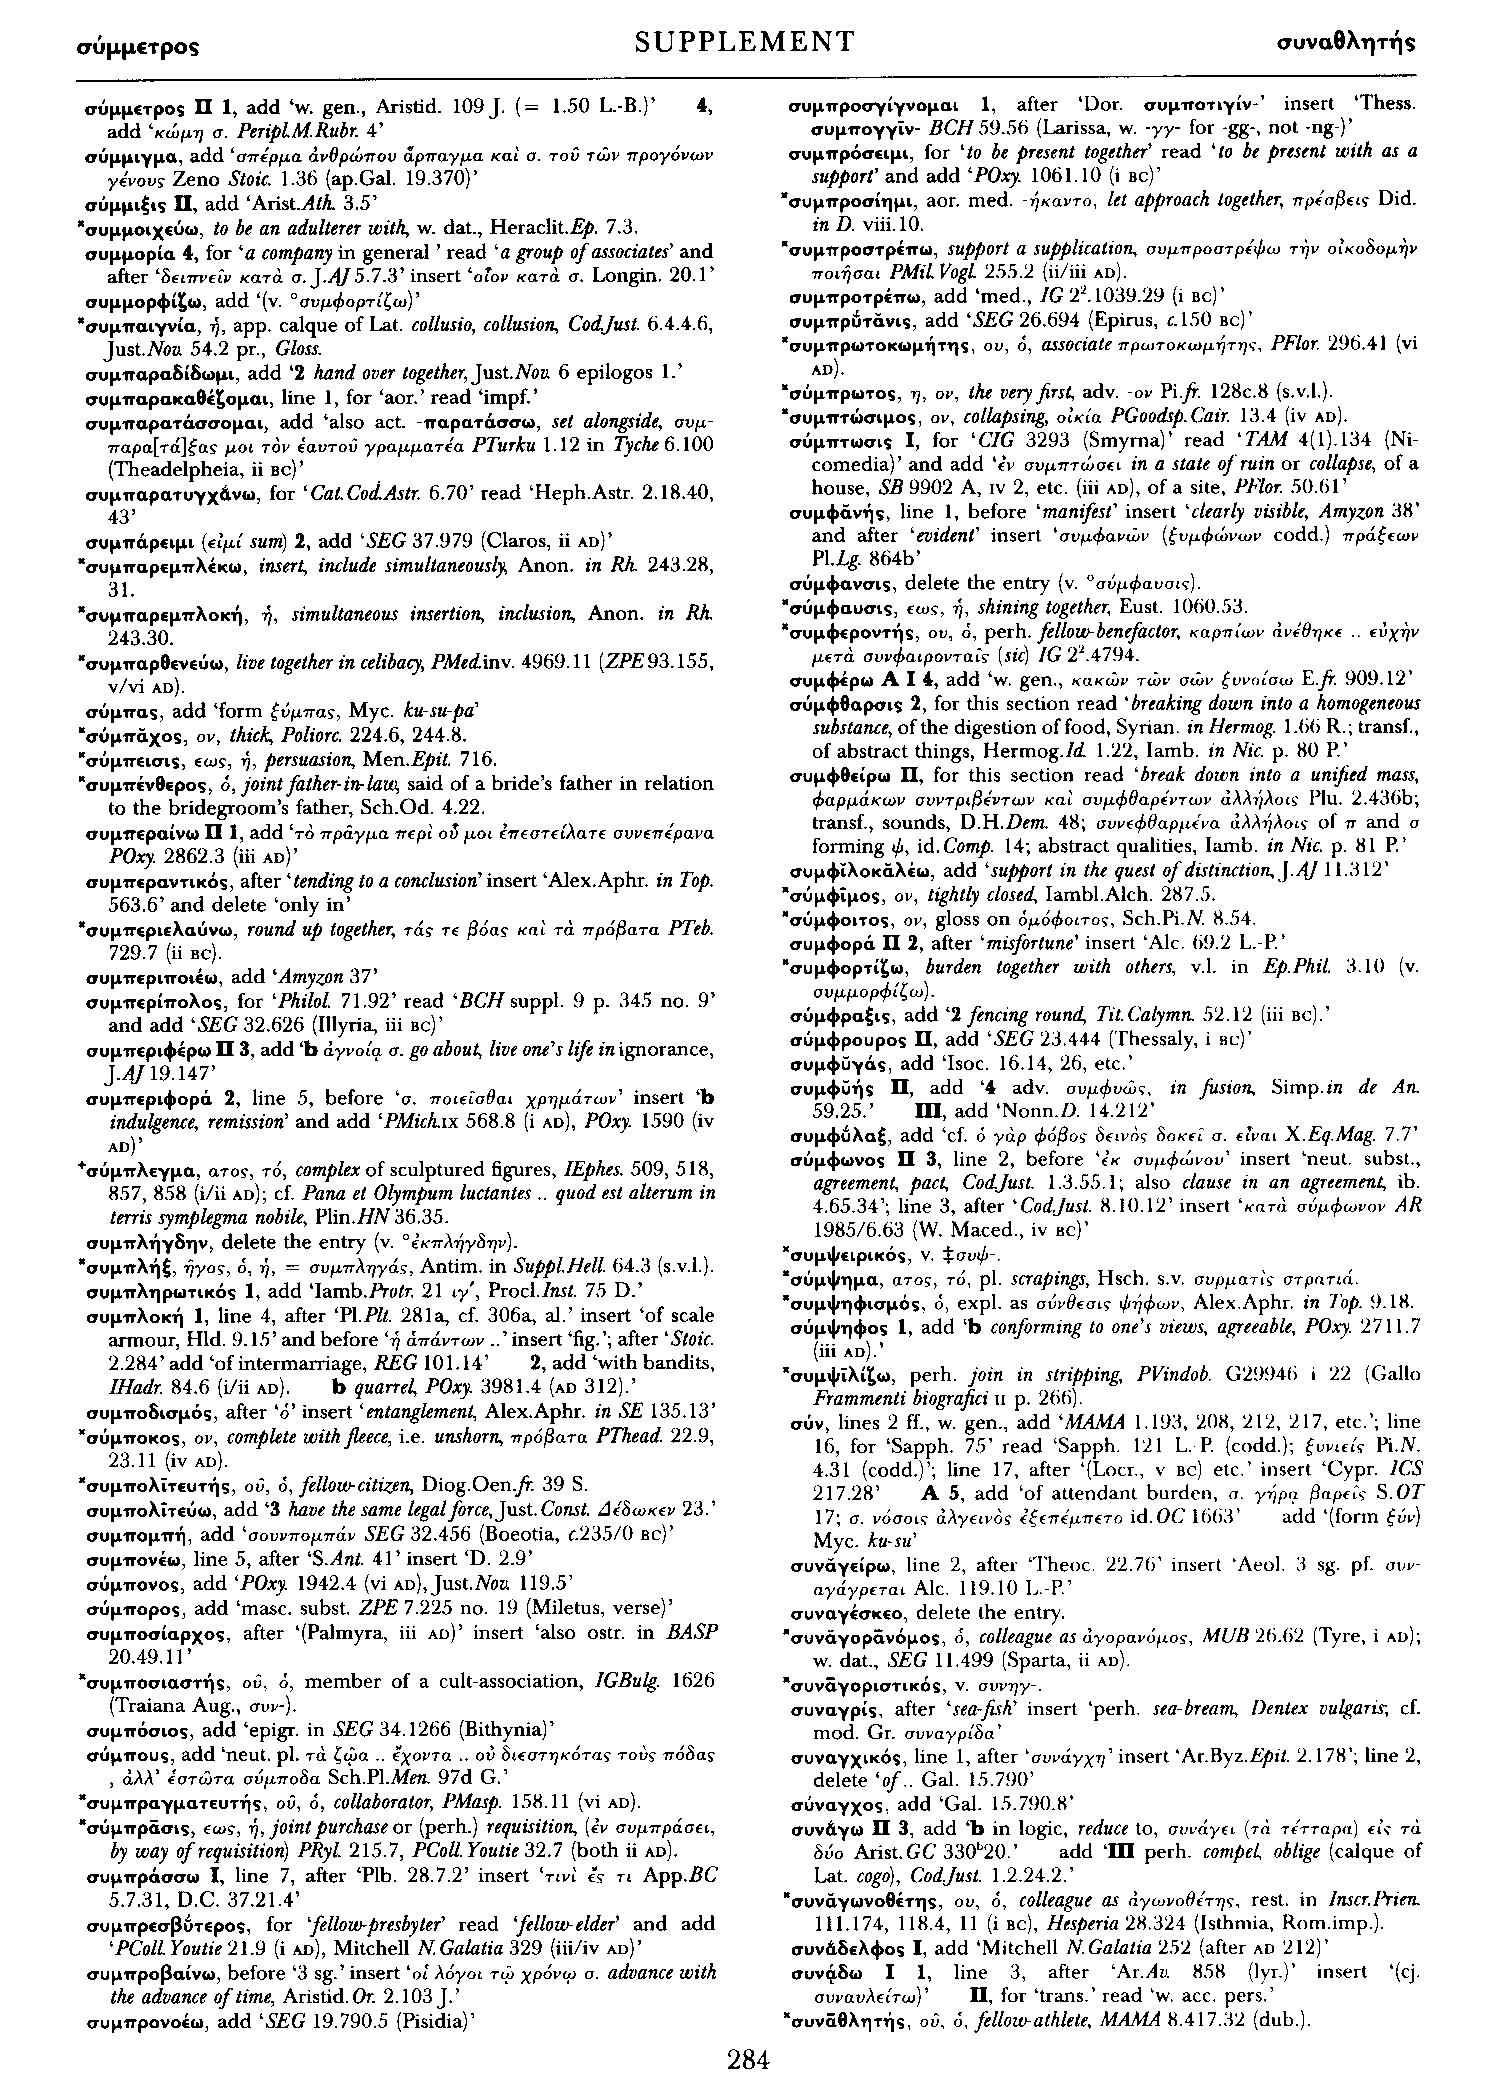 σύμμετρος SUPPLEMENT συναθλητής
σύμμετρος II 1, add ‘w. gen., Aristid. 109 J. (= 1.50 L.-B.)’ 4,
add ‘κώμη σ. Peripl.M.Rubr. 4’
σύμμιγμα, add ‘σπέρμα ἀνθρώπου ἅρπαγμα καὶ σ. τοῦ τῶν προγόνων
γένους Zeno Stoic. 1.36 (ap.Gal. 19.370)’
σύμμιξις II, add ‘Arist.Ath. 3.5’
*συμμοιχεύω, to be an adulterer with, w. dat., Heraclit.Ep. 7.3.
συμμορία 4, for ‘a company in general’ read ‘a group of associates’ and
after ‘δειπνεῖν κατὰ σ. J.AJ 5.7.3’ insert ‘οἷον κατὰ σ. Longin. 20.1’
συμμορφίζω, add ‘(v. °συμφορτίζω)’
*συμπαιγνία, ἡ, app. calque of Lat. collusio, collusion, Cod.Just. 6.4.4.6,
Just.Nov. 54.2 pr., Gloss.
συμπαραδίδωμι, add ‘2 hand over together, Just.Nov. 6 epilogos 1.’
συμπαρακαθέζομαι, line 1, for ‘aor.’ read ‘impf.’
συμπαρατάσσομαι, add ‘also act. -παρατάσσω, set alongside, συμ-
παρα[τά]ξας μοι τὸν ἑαυτοῦ γραμματέα PTurku 1.12 in Tyche 6.100
(Theadelpheia, ii BC)’
συμπαρατυγχάνω, for ‘Cat.Cod.Astr. 6.70’ read ‘Heph.Astr. 2.18.40,
43’
συμπάρειμι (εἰμί sum) 2, add ‘SEG 37.979 (Claros, ii AD)’
*συμπαρεμπλέκω, insert, include simultaneously, Anon. in Rh. 243.28,
31.
*συμπαρεμπλοκή, ἡ, simultaneous insertion, inclusion, Anon. in Rh.
243.30.
*συμπαρθενεύω, live together in celibacy, PMed.inv. 4969.11 (ZPE 93.155,
v/vi AD).
σύμπας, add ‘form ξύμπας, Myc. ku-su-pa’
*σύμπᾰχος, ον, thick, Poliorc. 224.6, 244.8.
*σύμπεισις, εως, ἡ, persuasion, Men.Epit. 716.
*συμπένθερος, ὁ, joint father-in-law, said of a bride’s father in relation
to the bridegroom’s father, Sch.Od. 4.22.
συμπεραίνω II 1, add ‘τὸ πρᾶγμα περὶ οὗ μοι ἐπεστείλατε συνεπέρανα
POxy. 2862.3 (iii AD)’
συμπεραντικός, after ‘tending to a conclusion’ insert ‘Alex.Aphr. in Top.
563.6’ and delete ‘only in’
*συμπεριελαύνω, round up together, τάς τε βόας καὶ τὰ πρόβατα PTeb.
729.7 (ii BC).
συμπεριποιέω, add ‘Amyzon 37’
συμπερίπολος, for ‘Philol. 71.92’ read ‘BCH suppl. 9 p. 345 no. 9’
and add ‘SEG 32.626 (Illyria, iii BC)’
συμπεριφέρω II 3, add ‘b ἀγνοίᾳ σ. go about, live one’s life in ignorance,
J.AJ 19.147’
συμπεριφορά 2, line 5, before ‘σ. ποιεῖσθαι χρημάτων’ insert ‘b
indulgence, remission’ and add ‘PMich.IX 568.8 (i AD), POxy. 1590 (iv
AD)’
⁺σύμπλεγμα, ατος, τό, complex of sculptured figures, IEphes. 509, 518,
857, 858 (i/ii AD); cf. Pana et Olympum luctantes .. quod est alterum in
terris symplegma nobile, Plin.HN 36.35.
συμπλήγδην, delete the entry (v. °ἐκπλήγδην).
*συμπλήξ, ῆγος, ὁ, ἡ, = συμπληγάς, Antim. in Suppl.Hell. 64.3 (s.v.l.).
συμπληρωτικός 1, add ‘Iamb.Protr. 21 ιγ′, Procl.Inst. 75 D.’
συμπλοκή 1, line 4, after ‘Pl.Plt. 281a, cf. 306a, al.’ insert ‘of scale
armour, Hld. 9.15’ and before ‘ἡ ἁπάντων ..’ insert ‘fig.’; after ‘Stoic.
2.284’ add ‘of intermarriage, REG 101.14’ 2, add ‘with bandits,
IHadr. 84.6 (i/ii AD). b quarrel, POxy. 3981.4 (AD 312).’
συμποδισμός, after ‘ὁ’ insert ‘entanglement, Alex.Aphr. in SE 135.13’
*σύμποκος, ον, complete with fleece, i.e. unshorn, πρόβατα PThead. 22.9,
23.11 (iv AD).
*συμπολῑτευτής, οῦ, ὁ, fellow-citizen, Diog.Oen.fr. 39 S.
συμπολῑτεύω, add ‘3 have the same legal force, Just.Const. Δέδωκεν 23.’
συμπομπή, add ‘σουνπομπάν SEG 32.456 (Boeotia, c.235/0 BC)’
συμπονέω, line 5, after ‘S.Ant. 41’ insert ‘D. 2.9’
σύμπονος, add ‘POxy. 1942.4 (vi AD), Just.Nov. 119.5’
σύμπορος, add ‘masc. subst. ZPE 7.225 no. 19 (Miletus, verse)’
συμποσίαρχος, after ‘(Palmyra, iii AD)’ insert ‘also ostr. in BASP
20.49.11’
*συμποσιαστής, οῦ, ὁ, member of a cult-association, IGBulg. 1626
(Traiana Aug., συν-).
συμπόσιος, add ‘epigr. in SEG 34.1266 (Bithynia)’
σύμπους, add ‘neut. pl. τὰ ζῷα .. ἔχοντα .. οὐ διεστηκότας τοὺς πόδας
, ἀλλ’ ἑστῶτα σύμποδα Sch.Pl.Men. 97d G.’
*συμπραγματευτής, οῦ, ὁ, collaborator, PMasp. 158.11 (vi AD).
*σύμπρᾱσις, εως, ἡ, joint purchase or (perh.) requisition, (ἐν συμπράσει,
by way of requisition) PRyl. 215.7, PColl.Youtie 32.7 (both ii AD).
συμπράσσω I, line 7, after ‘Plb. 28.7.2’ insert ‘τινὶ ἔς τι App.BC
5.7.31, D.C. 37.21.4’
συμπρεσβῠ́τερος, for ‘fellow-presbyter’ read ‘fellow-elder’ and add
‘PColl.Youtie 21.9 (i AD), Mitchell N.Galatia 329 (iii/iv AD)’
συμπροβαίνω, before ‘3 sg.’ insert ‘οἱ λόγοι τῷ χρόνῳ σ. advance with
the advance of time, Aristid.Or. 2.103 J.’
συμπρονοέω, add ‘SEG 19.790.5 (Pisidia)’
συμπροσγίγνομαι 1, after ‘Dor. συμποτιγίν-’ insert ‘Thess.
συμπογγῑν- BCH 59.56 (Larissa, w. -γγ- for -gg-, not -ng-)’
συμπρόσειμι, for ‘to be present together’ read ‘to be present with as a
support’ and add ‘POxy. 1061.10 (i BC)’
*συμπροσίημι, aor. med. -ήκαντο, let approach together, πρέσβεις Did.
in D. viii.10.
*συμπροστρέπω, support a supplication, συμπροστρέψω τὴν οἰκοδομὴν
ποιῆσαι PMil.Vogl. 255.2 (ii/iii AD).
συμπροτρέπω, add ‘med., IG 2².1039.29 (i BC)’
συμπρῠ́τᾰνις, add ‘SEG 26.694 (Epirus, c.150 BC)’
*συμπρωτοκωμήτης, ου, ὁ, associate πρωτοκωμήτης, PFlor. 296.41 (vi
AD).
*σύμπρωτος, η, ον, the very first, adv. -ον Pi.fr. 128c.8 (s.v.l.).
*συμπτώσιμος, ον, collapsing, οἰκία PGoodsp.Cair. 13.4 (iv AD).
σύμπτωσις I, for ‘CIG 3293 (Smyrna)’ read ‘TAM 4(1).134 (Ni-
comedia)’ and add ‘ἐν συμπτώσει in a state of ruin or collapse, of a
house, SB 9902 A, IV 2, etc. (iii AD), of a site, PFlor. 50.61’
συμφᾰνής, line 1, before ‘manifest’ insert ‘clearly visible, Amyzon 38’
and after ‘evident’ insert ‘συμφανῶν (ξυμφώνων codd.) πράξεων
Pl.Lg. 864b’
σύμφανσις, delete the entry (v. °σύμφαυσις).
*σύμφαυσις, εως, ἡ, shining together, Eust. 1060.53.
*συμφεροντής, ου, ὁ, perh. fellow-benefactor, καρπίων ἀνέθηκε .. εὐχὴν
μετὰ συνφαιρονταῖς (sic) IG 2².4794.
συμφέρω A I 4, add ‘w. gen., κακῶν τῶν σῶν ξυνοίσω E.fr. 909.12’
σύμφθαρσις 2, for this section read ‘breaking down into a homogeneous
substance, of the digestion of food, Syrian. in Hermog. 1.66 R.; transf.,
of abstract things, Hermog.Id. 1.22, Iamb. in Nic. p. 80 P.’
συμφθείρω II, for this section read ‘break down into a unified mass,
φαρμάκων συντριβέντων καὶ συμφθαρέντων ἀλλήλοις Plu. 2.436b;
transf., sounds, D.H.Dem. 48; συνεφθαρμένα ἀλλήλοις of π and σ
forming ψ, id.Comp. 14; abstract qualities, Iamb. in Nic. p. 81 P.’
συμφῐλοκᾰλέω, add ‘support in the quest of distinction, J.AJ 11.312’
*σύμφῑμος, ον, tightly closed, Iambl.Alch. 287.5.
*σύμφοιτος, ον, gloss on ὁμόφοιτος, Sch.Pi.N. 8.54.
συμφορά II 2, after ‘misfortune’ insert ‘Alc. 69.2 L.-P.’
*συμφορτίζω, burden together with others, v.l. in Ep.Phil. 3.10 (v.
συμμορφίζω).
σύμφραξις, add ‘2 fencing round, Tit.Calymn. 52.12 (iii BC).’
σύμφρουρος II, add ‘SEG 23.444 (Thessaly, i BC)’
συμφῠγάς, add ‘Isoc. 16.14, 26, etc.’
συμφῠής II, add ‘4 adv. συμφυῶς, in fusion, Simp.in de An.
59.25.’ III, add ‘Nonn.D. 14.212’
συμφῠ́λαξ, add ‘cf. ὁ γὰρ φόβος δεινὸς δοκεῖ σ. εἶναι X.Eq.Mag. 7.7’
σύμφωνος II 3, line 2, before ‘ἐκ συμφώνου’ insert ‘neut. subst.,
agreement, pact, Cod.Just. 1.3.55.1; also clause in an agreement, ib.
4.65.34’; line 3, after ‘Cod.Just. 8.10.12’ insert ‘κατὰ σύμφωνον AR
1985/6.63 (W. Maced., iv BC)’
*συμψειρικός, v. ‡συψ-.
*σύμψημα, ατος, τό, pl. scrapings, Hsch. s.v. συρματὶς στρατιά.
*συμψηφισμός, ὁ, expl. as σύνθεσις ψήφων, Alex.Aphr. in Top. 9.18.
σύμψηφος 1, add ‘b conforming to one’s views, agreeable, POxy. 2711.7
(iii AD).’
*συμψῑλίζω, perh. join in stripping, PVindob. G29946 i 22 (Gallo
Frammenti biografici II p. 266).
σύν, lines 2 ff., w. gen., add ‘MAMA 1.193, 208, 212, 217, etc.’; line
16, for ‘Sapph. 75’ read ‘Sapph. 121 L.-P. (codd.); ξυνιείς Pi.N.
4.31 (codd.)’; line 17, after ‘(Locr., v BC) etc.’ insert ‘Cypr. ICS
217.28’ A 5, add ‘of attendant burden, σ. γήρᾳ βαρεῖς S.OT
17; σ. νόσοις ἀλγεινὸς ἐξεπέμπετο id.OC 1663’ add ‘(form ξύν)
Myc. ku-su’
συνᾰγείρω, line 2, after ‘Theoc. 22.76’ insert ‘Aeol. 3 sg. pf. συν-
αγάγρεται Alc. 119.10 L.-P.’
συναγέσκεο, delete the entry.
*συνᾰγορᾱνόμος, ὁ, colleague as ἀγορανόμος, MUB 26.62 (Tyre, i AD);
w. dat., SEG 11.499 (Sparta, ii AD).
*συνᾱγοριστικός, v. συνηγ-.
συναγρίς, after ‘sea-fish’ insert ‘perh. sea-bream, Dentex vulgaris; cf.
mod. Gr. συναγρίδα’
συναγχικός, line 1, after ‘συνάγχη’ insert ‘Ar.Byz.Epit. 2.178’; line 2,
delete ‘of .. Gal. 15.790’
σύναγχος, add ‘Gal. 15.790.8’
συνᾰ́γω II 3, add ‘b in logic, reduce to, συνάγει (τὰ τέτταρα) εἰς τὰ
δύο Arist.GC 330ᵇ20.’ add ‘III perh. compel, oblige (calque of
Lat. cogo), Cod.Just. 1.2.24.2.’
*συνᾰγωνοθέτης, ου, ὁ, colleague as ἀγωνοθέτης, rest. in Inscr.Prien.
111.174, 118.4, 11 (i BC), Hesperia 28.324 (Isthmia, Rom.imp.).
συνᾰ́δελφος I, add ‘Mitchell N.Galatia 252 (after AD 212)’
συνᾴδω I 1, line 3, after ‘Ar.Av. 858 (lyr.)’ insert ‘(cj.
συναυλείτω)’ II, for ‘trans.’ read ‘w. acc. pers.’
*συνᾱθλητής, οῦ, ὁ, fellow-athlete, MAMA 8.417.32 (dub.).
284